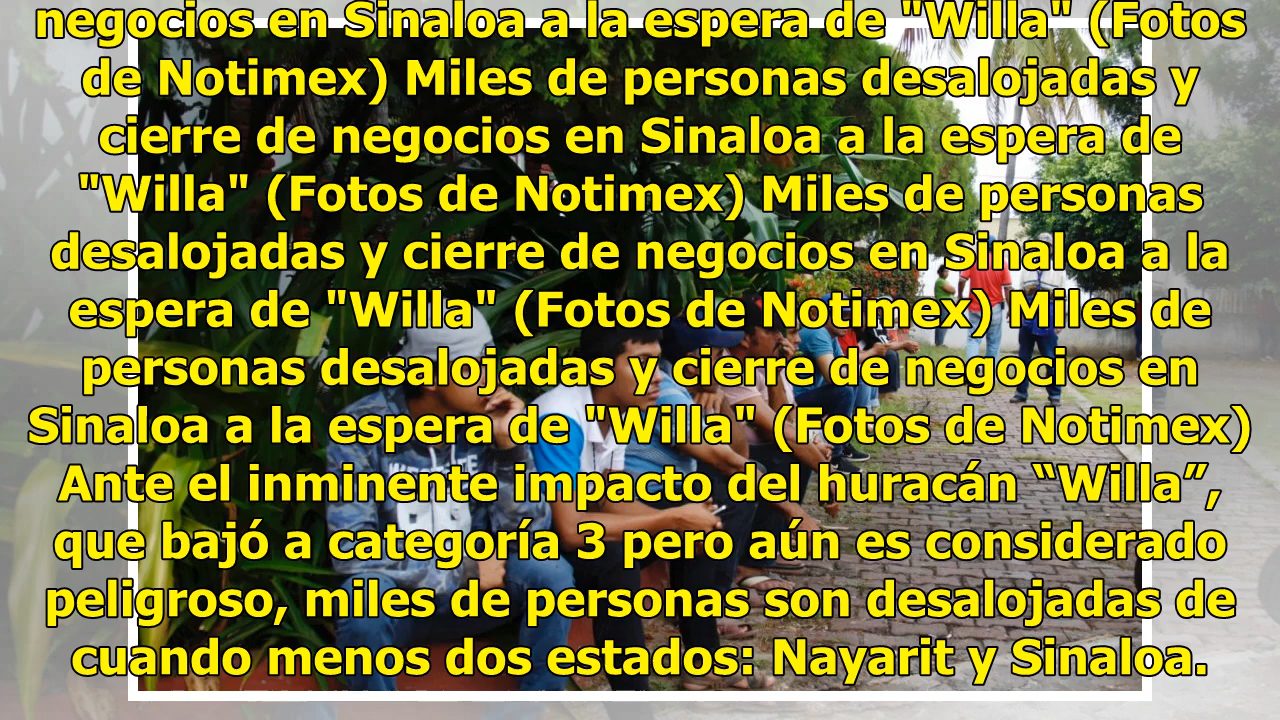 negocios en Sinaloa a la espera de "Willa" (Fotos
de Notimex) Miles de personas desalojadas y
cierre de negocios en Sinaloa a la espera de
"Willa" (Fotos de Notimex) Miles de personas
desalojadas y cierre de negocios en Sinaloa a la
espera de "Willa" (Fotos de Notimex) Miles de
personas desalojadas y cierre de negocios en
Sinaloa a la espera de "Willa" (Fotos de Notimex)
Ante el inminente impacto del huracán “Willa”,
que bajó a categoría 3 pero aún es considerado
peligroso, miles de personas son desalojadas de
cuando menos dos estados: Nayarit y Sinaloa.